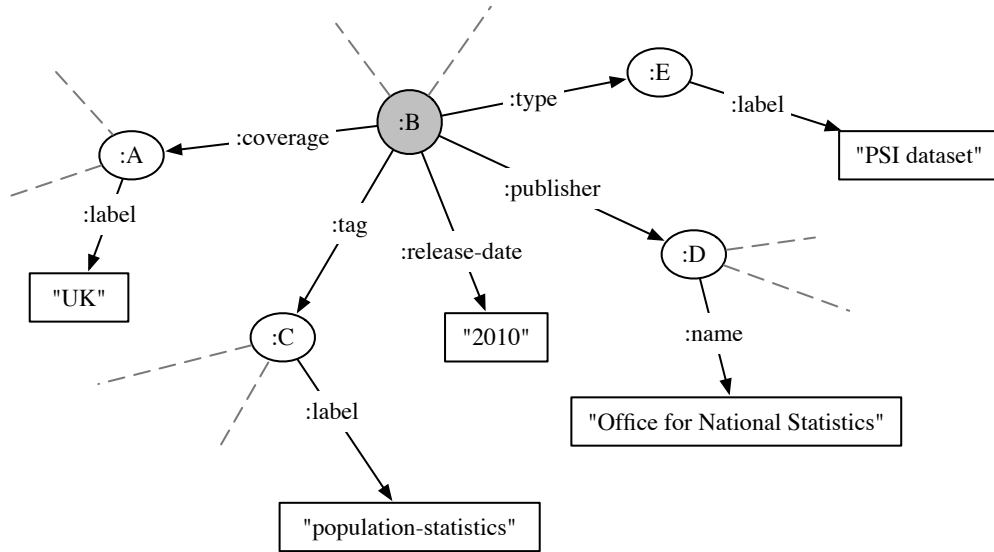 :E
:type
:label
:B
:coverage
:A
"PSI dataset"
:publisher
:label
:tag
:release-date
:D
"UK"
:C
"2010"
:name
:label
"Office for National Statistics"
"population-statistics"